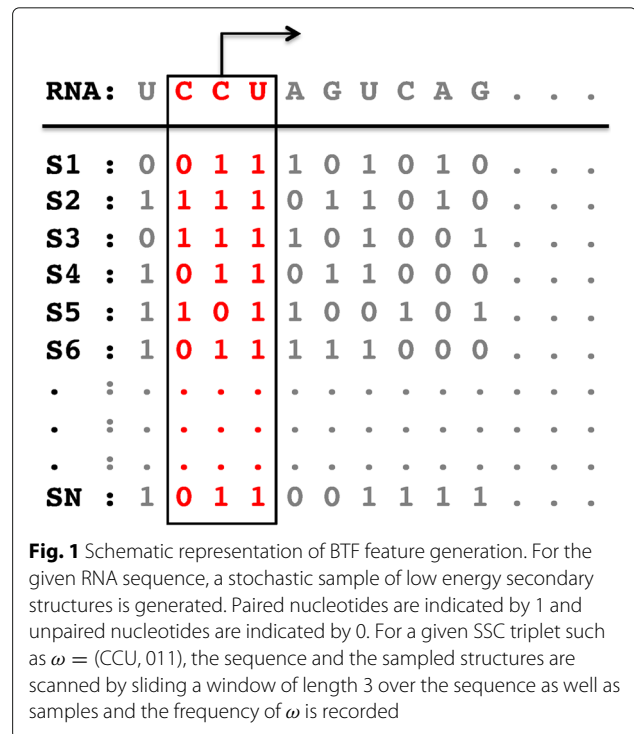 RNA: U C C U A G U C A G . . .
S1 : 0 0 1 1 1 0 1 0 1 0 . . .
S2 : 1 1 1 1 0 1 1 0 1 0 . . .
S3 : 0 1 1 1 1 0 1 0 0 1 . . .
S4 : 1 0 1 1 0 1 1 0 0 0 . . .
S5 : 1 1 0 1 1 0 0 1 0 1 . . .
S6 : 1 0 1 1 1 1 1 0 0 0 . . .
. : . . . . . . . . . . . . .
. : . . . . . . . . . . . . .
. : . . . . . . . . . . . . .
SN : 1 0 1 1 0 0 1 1 1 1 . . .
Fig. 1 Schematic representation of BTF feature generation. For the
given RNA sequence, a stochastic sample of low energy secondary
structures is generated. Paired nucleotides are indicated by 1 and
unpaired nucleotides are indicated by 0. For a given SSC triplet such
as ω = (CCU, 011), the sequence and the sampled structures are
scanned by sliding a window of length 3 over the sequence as well as
samples and the frequency of ω is recorded